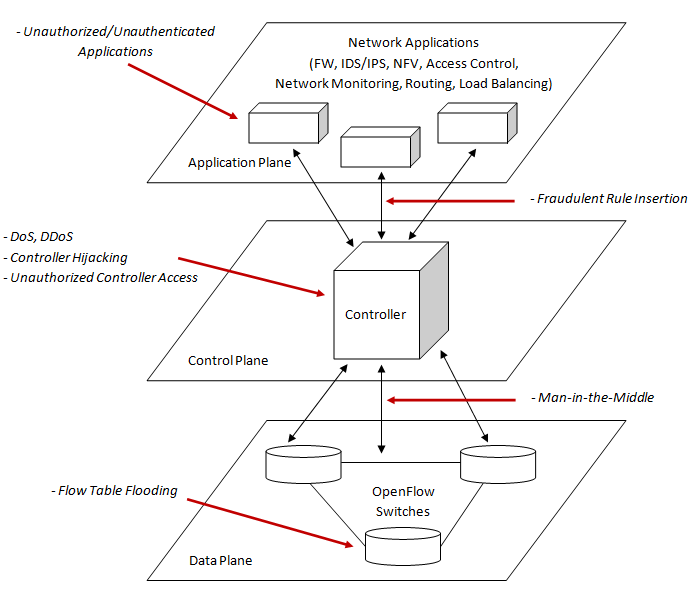 - Unauthorized/Unauthenticated
Applications
Network Applications
(FW, IDS/IPS, NFV, Access Control,
Network Monitoring, Routing, Load Balancing)
Application Plane
- Fraudulent Rule Insertion
- DoS, DDoS
- Controller Hijacking
- Unauthorized Controller Access
Controller
Control Plane
- Man-in-the-Middle
- Flow Table Flooding
OpenFlow
Switches
Data Plane